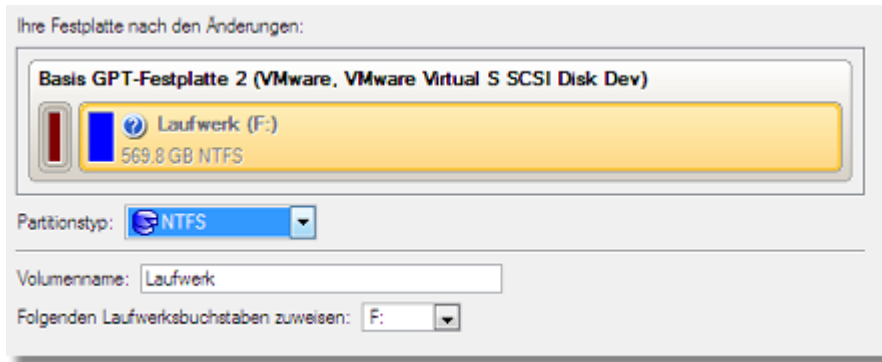 Ihre Festplatte nach den Änderungen:
Basis GPT-Festplatte 2 (VMware, VMware Virtual S SCSI Disk Dev)
Laufwerk (F:)
569.8 GB NTFS
Partitionstyp: NTFS
Volumenname: Laufwerk
Folgenden Laufwerksbuchstaben zuweisen: F: